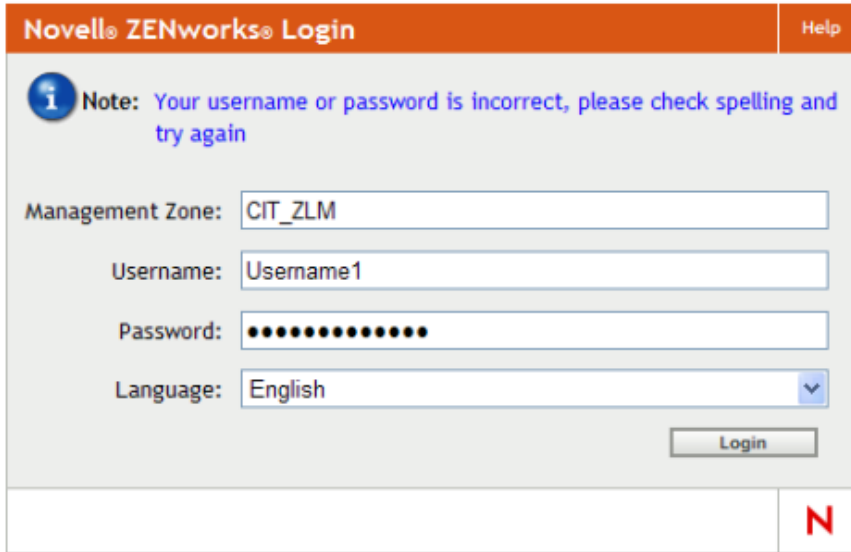 Novell® ZENworks® Login
Help
Note: Your username or password is incorrect, please check spelling and
try again
Management Zone: CIT_ZLM
Username: Username1
Password: •••••••••••••
Language: English
Login
N